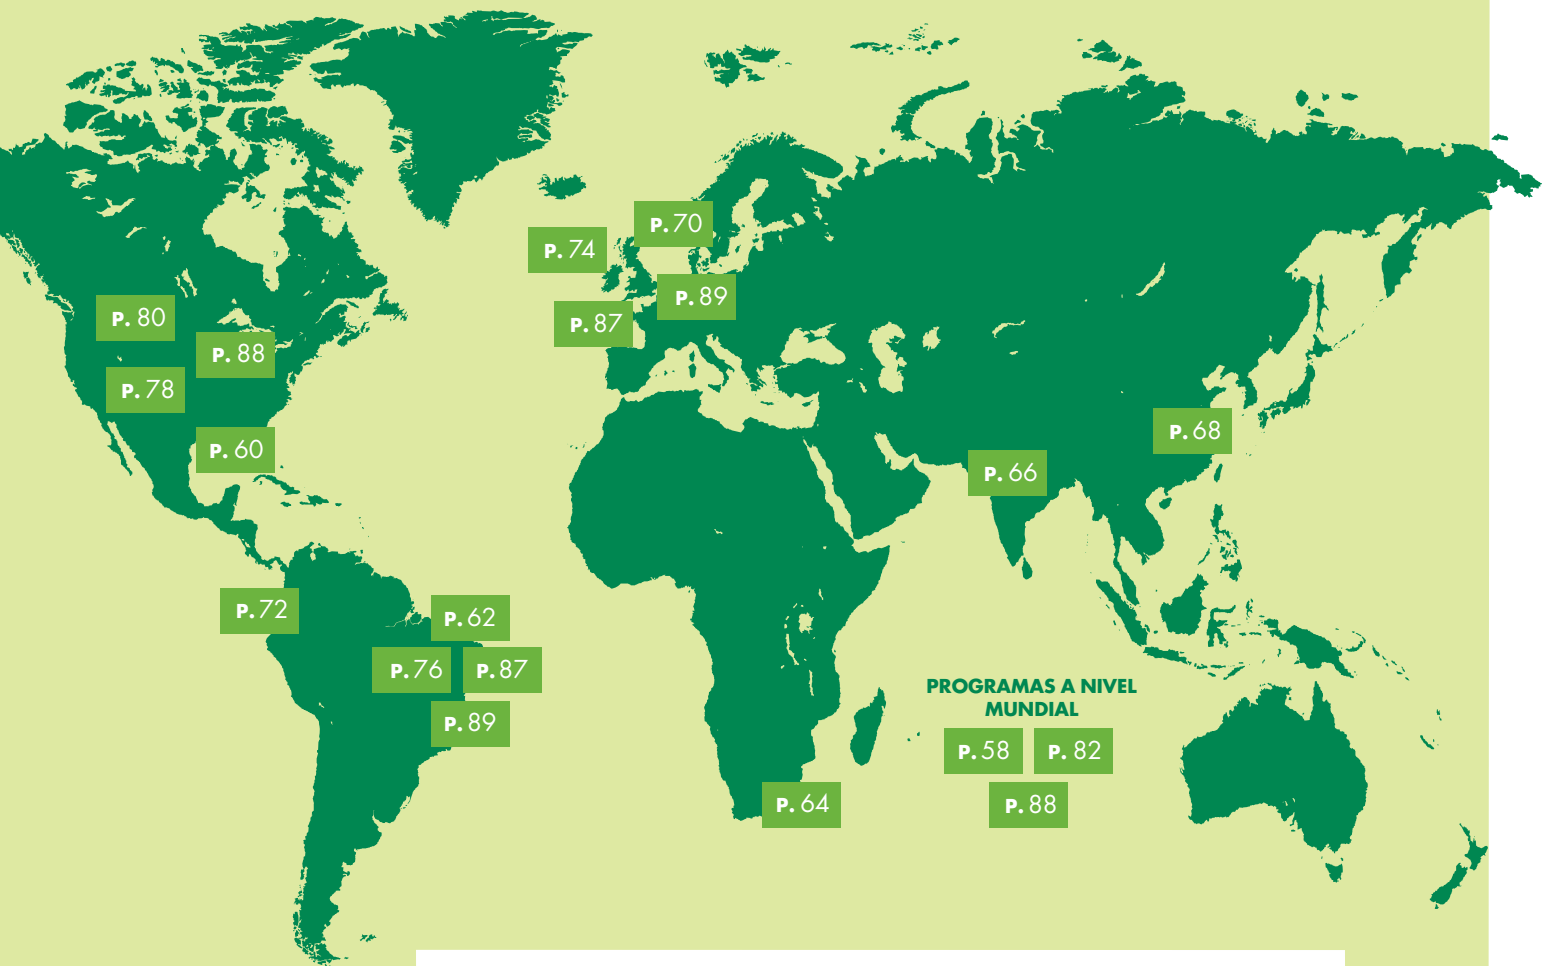 P. 70
P. 74
P. 89
P. 87
P. 80
P. 88
P. 78
P. 60
P. 68
P. 66
P. 72
P. 62
P. 76
P. 87
P. 89
PROGRAMAS A NIVEL
MUNDIAL
P. 58
P. 82
P. 88
P. 64